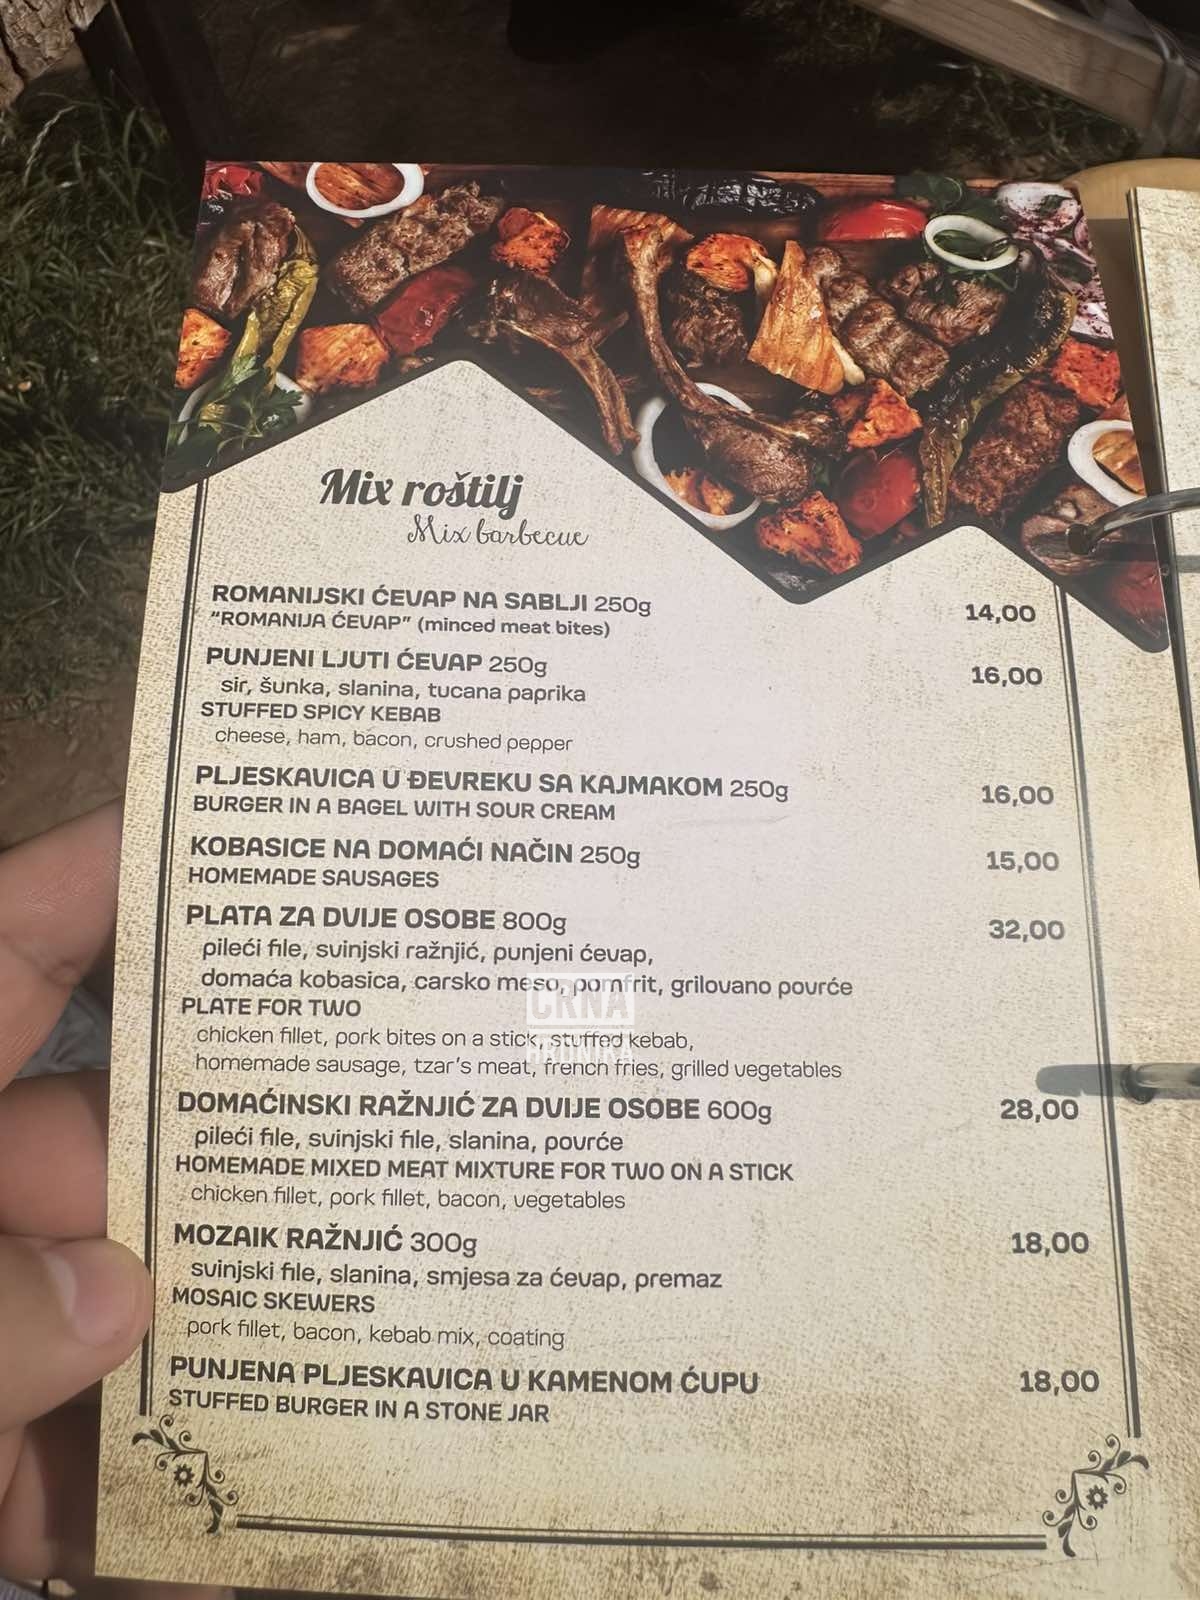 Mix roštilj
Mix barbecue
ROMANIJSKI ĆEVAP NA SABLJI 250g 14,00
"ROMANIJA ĆEVAP" (minced meat bites)
PUNJENI LJUTI ĆEVAP 250g 16,00
sir, šunka, slanina, tucana paprika
STUFFED SPICY KEBAB
cheese, ham, bacon, crushed pepper
PLJESKAVICA U ĐEVREKU SA KAJMAKOM 250g 16,00
BURGER IN A BAGEL WITH SOUR CREAM
KOBASICE NA DOMAĆI NAČIN 250g 15,00
HOMEMADE SAUSAGES
PLATA ZA DVIJE OSOBE 800g 32,00
pileći file, svinjski ražnjić, punjeni ćevap,
domaća kobasica, carsko meso, pomfrit, grilovano povrće
PLATE FOR TWO
chicken fillet, pork bites on a stick, stuffed kebab,
homemade sausage, tzar's meat, french fries, grilled vegetables
CRNA
HRONIKA
DOMAĆINSKI RAŽNJIĆ ZA DVIJE OSOBE 600g 28,00
pileći file, svinjski file, slanina, povrće
HOMEMADE MIXED MEAT MIXTURE FOR TWO ON A STICK
chicken fillet, pork fillet, bacon, vegetables
MOZAIK RAŽNJIĆ 300g 18,00
svinjski file, slanina, smjesa za ćevap, premaz
MOSAIC SKEWERS
pork fillet, bacon, kebab mix, coating
PUNJENA PLJESKAVICA U KAMENOM ĆUPU 18,00
STUFFED BURGER IN A STONE JAR